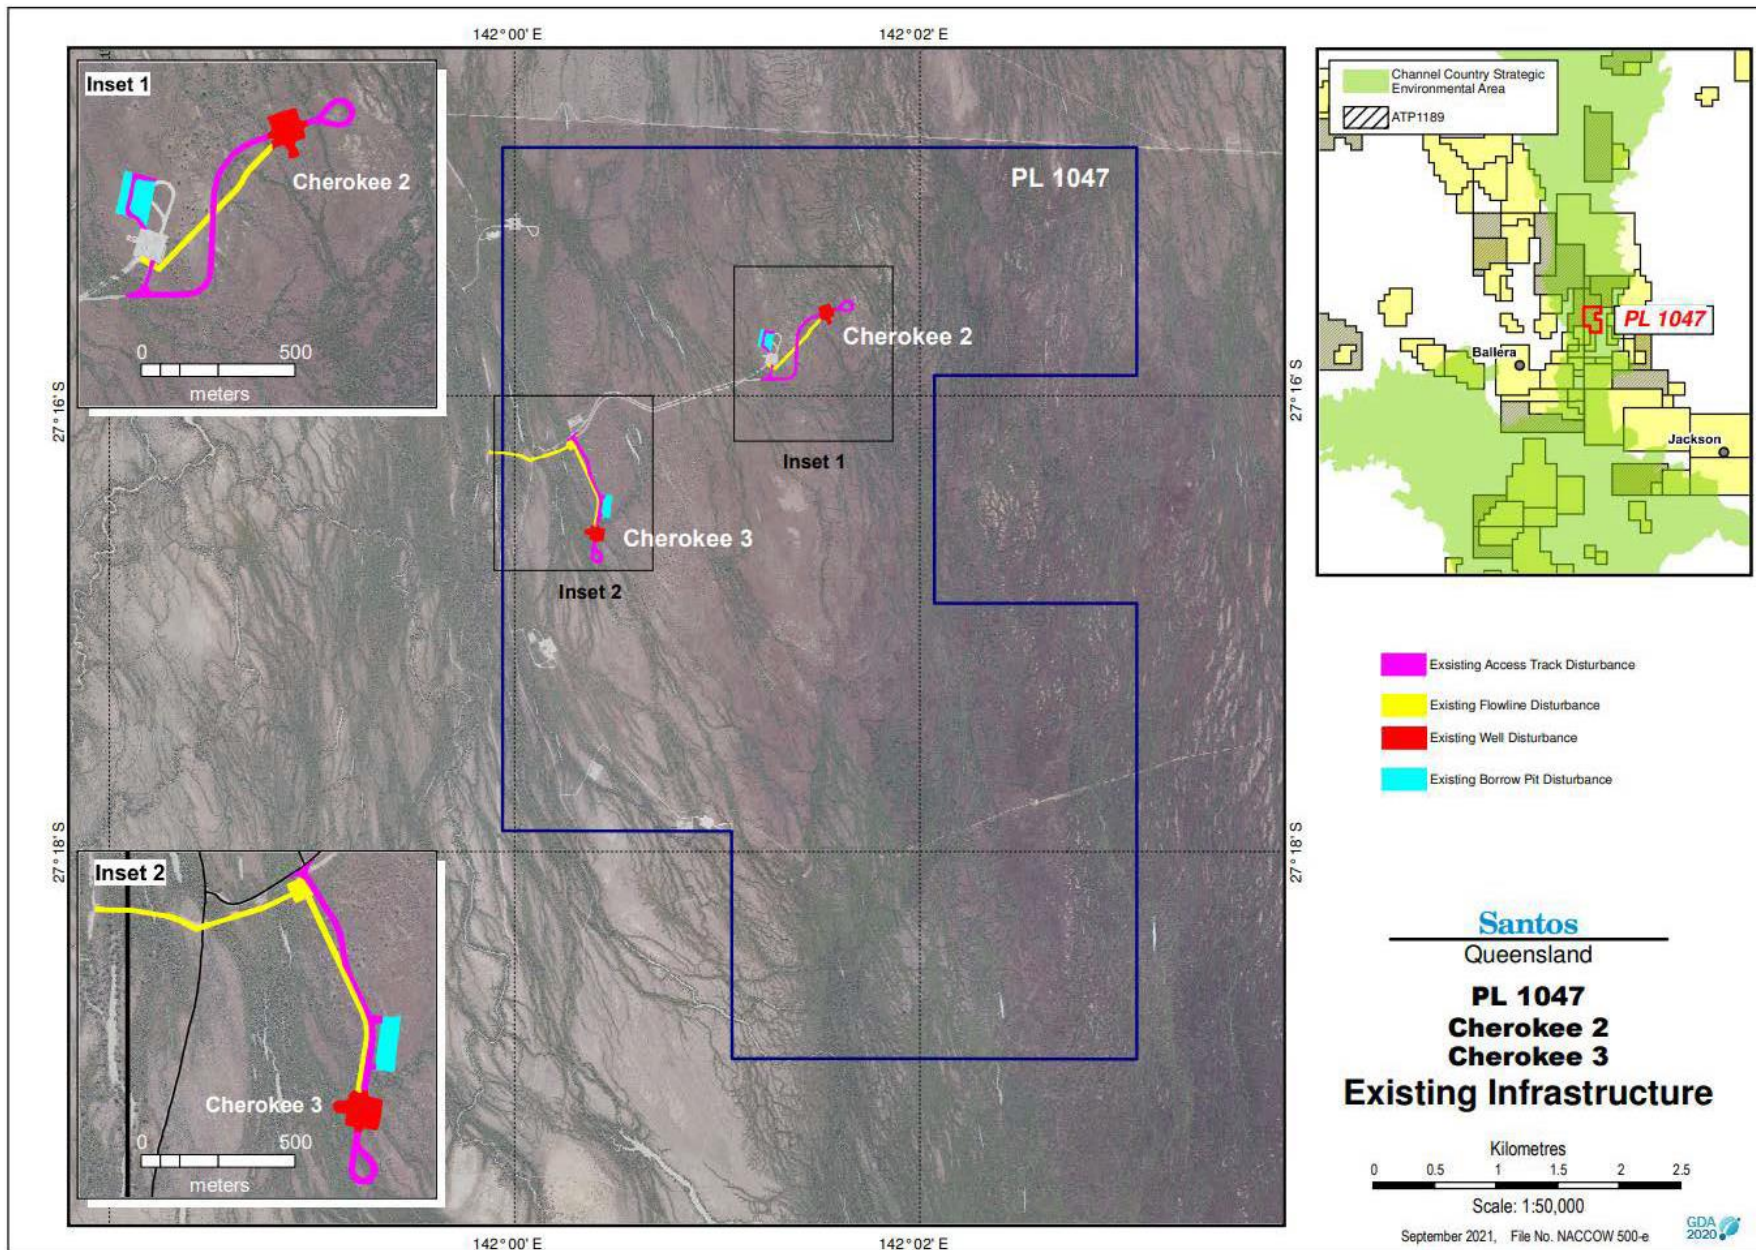 142°00' E
142°02' E
Inset 1
Cherokee 2
0 500
meters
PL 1047
Cherokee 2
Inset 1
Cherokee 3
Inset 2
27°16' S
27°16' S
27°18' S
27°18' S
Inset 2
Cherokee 3
0 500
meters
142°00' E
142°02' E
Channel Country Strategic
Environmental Area
ATP1189
PL 1047
Ballera
Jackson
Exsisting Access Track Disturbance
Existing Flowline Disturbance
Existing Well Disturbance
Existing Borrow Pit Disturbance
Santos
Queensland
PL 1047
Cherokee 2
Cherokee 3
Existing Infrastructure
Kilometres
0 0.5 1 1.5 2 2.5
Scale: 1:50,000
September 2021, File No. NACCOW 500-e
GDA
2020